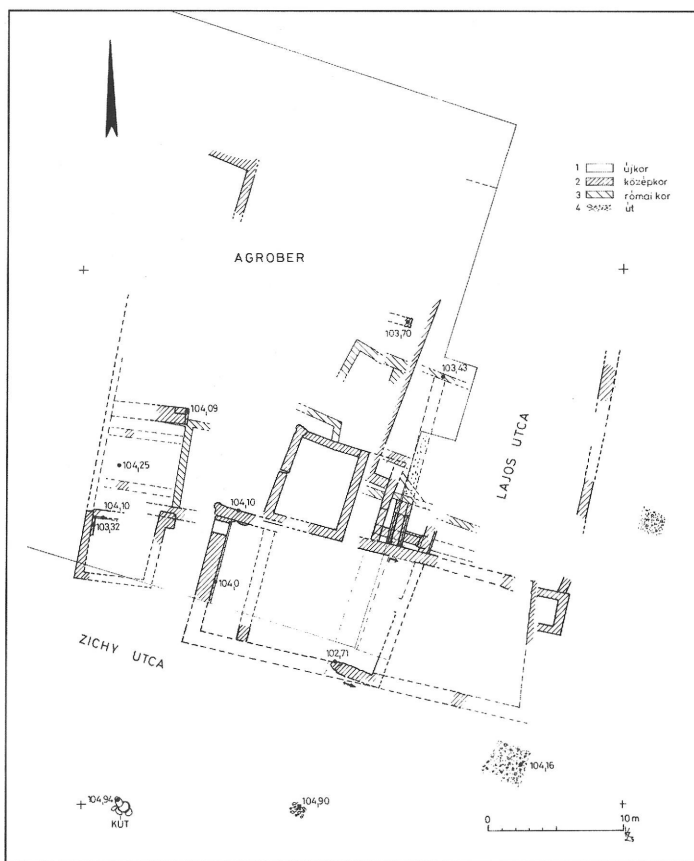 1 újkor
2 középkor
3 római kor
4 út
AGROBER
103,70
103,43
LAJOS UTCA
104,09
104,25
104,10
103,32
104,10
104,0
ZICHY UTCA
102,71
104,16
104,94
KÚT
104,90
0 10 m